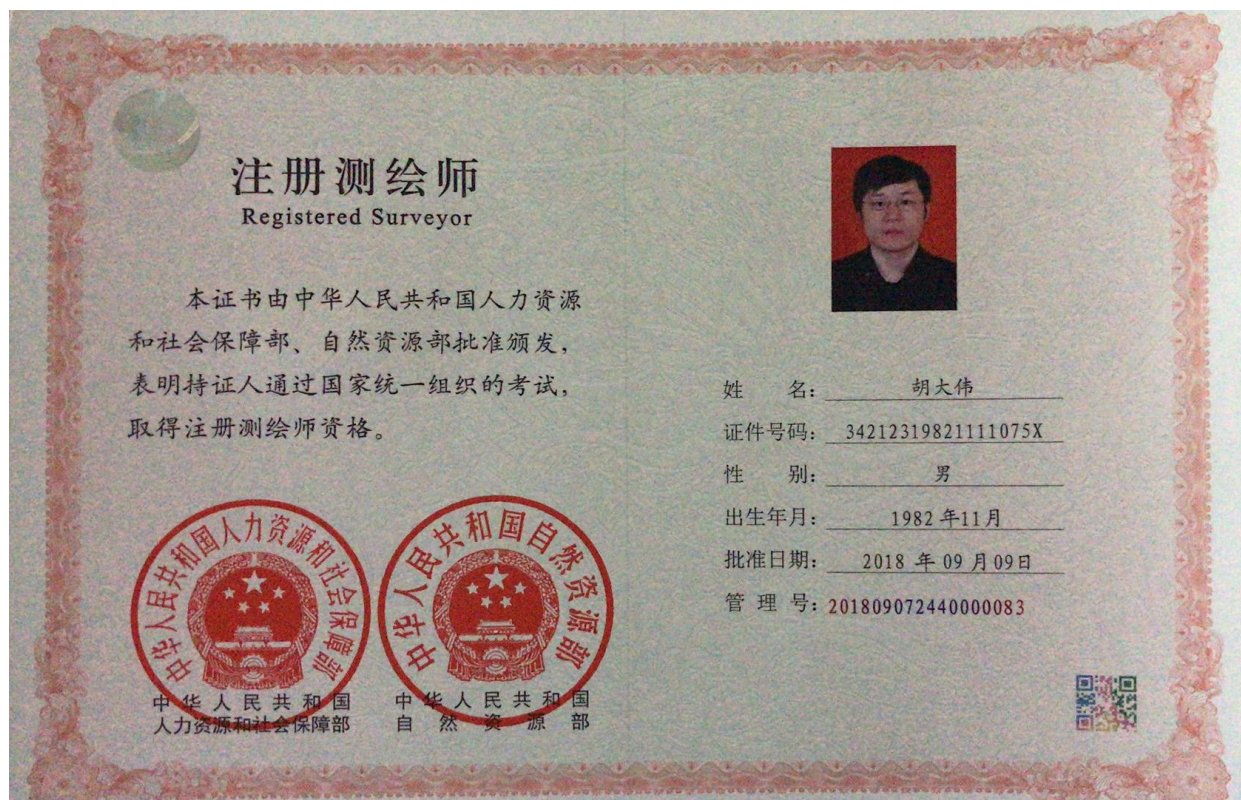 注册测绘师
Registered Surveyor
本证书由中华人民共和国人力资源
和社会保障部、自然资源部批准颁发，
表明持证人通过国家统一组织的考试，
取得注册测绘师资格。
中华人民共和国人力资源和社会保障部
中华人民共和国自然资源部
中华人民共和国
人力资源和社会保障部
中华人民共和国
自然资源部
姓名：胡大伟
证件号码：34212319821111075X
性别：男
出生年月：1982年11月
批准日期：2018年09月09日
管理号：201809072440000083